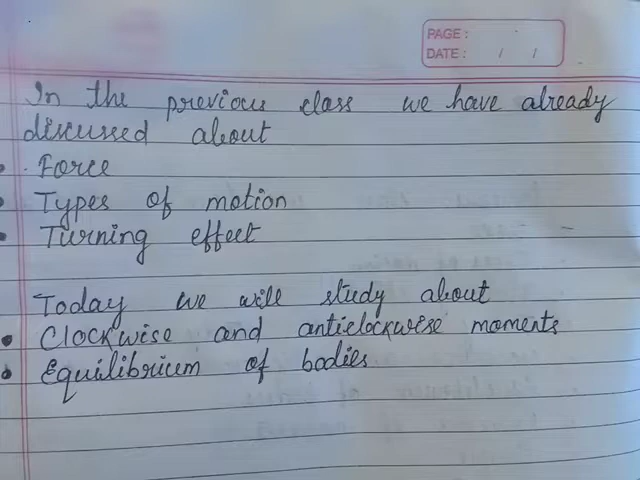 PAGE :
DATE : / /
In the previous class we have already
discussed about
• Force
• Types of motion
• Turning effect
Today we will study about
• Clockwise and anticlockwise moments
• Equilibrium of bodies